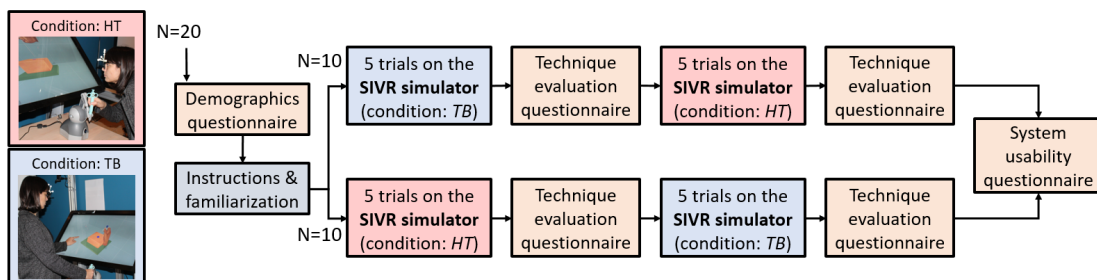 Condition: HT
Condition: TB
N=20
Demographics
questionnaire
Instructions &
familiarization
N=10
5 trials on the
SIVR simulator
(condition: TB)
Technique
evaluation
questionnaire
5 trials on the
SIVR simulator
(condition: HT)
Technique
evaluation
questionnaire
N=10
5 trials on the
SIVR simulator
(condition: HT)
Technique
evaluation
questionnaire
5 trials on the
SIVR simulator
(condition: TB)
Technique
evaluation
questionnaire
System
usability
questionnaire